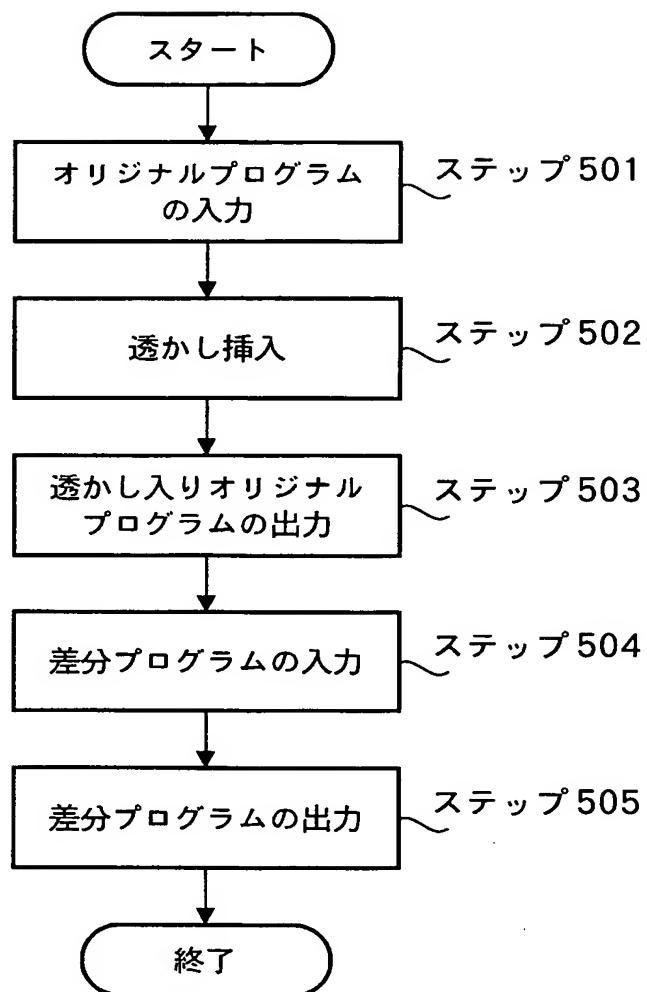 スタート
オリジナルプログラム
の入力
ステップ501
透かし挿入
ステップ502
透かし入りオリジナル
プログラムの出力
ステップ503
差分プログラムの入力
ステップ504
差分プログラムの出力
ステップ505
終了